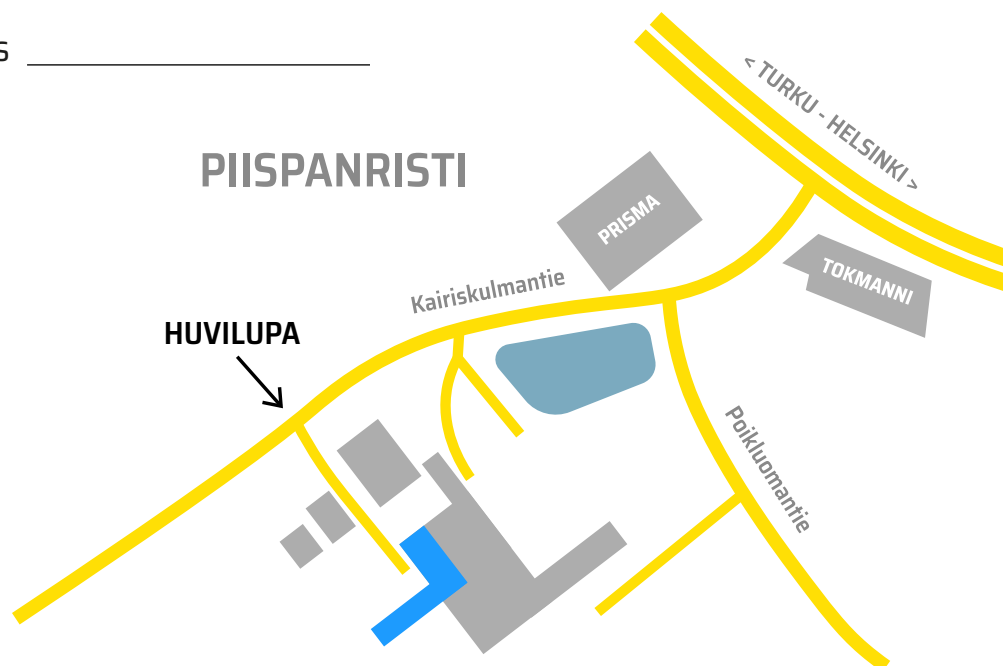 S
< TURKU - HELSINKI >
PIISPANRISTI
PRISMA
TOKMANNI
Kairiskulmantie
HUVILUPA
Poikluomantie